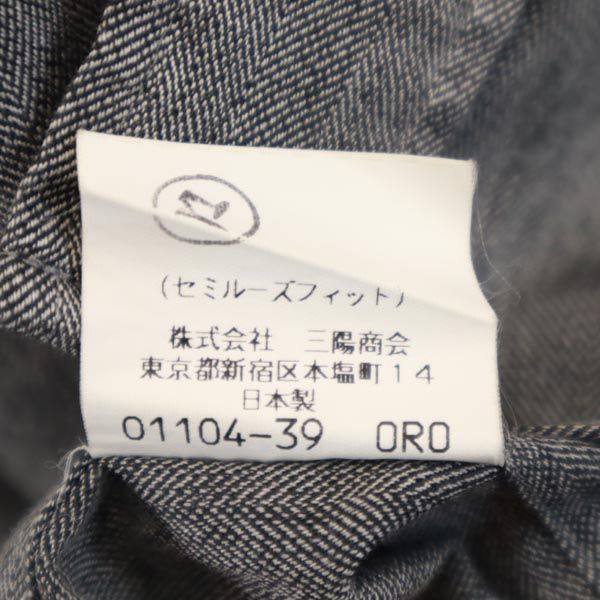 (セミルーズフィット)
株式会社 三陽商会
東京都新宿区本塩町14
日本製
01104-39 ORO